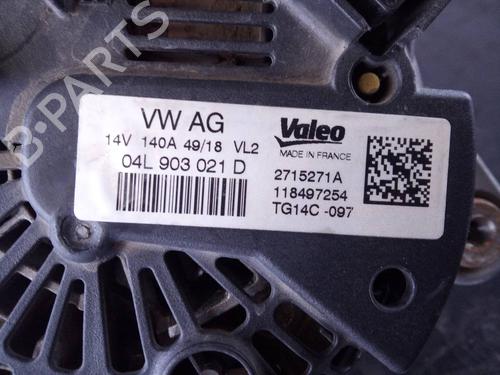 B-PARTS
VW AG
14V 140A 49/18 VL2
04L 903 021 D
Valeo
MADE IN FRANCE
2715271A
118497254
TG14C -097